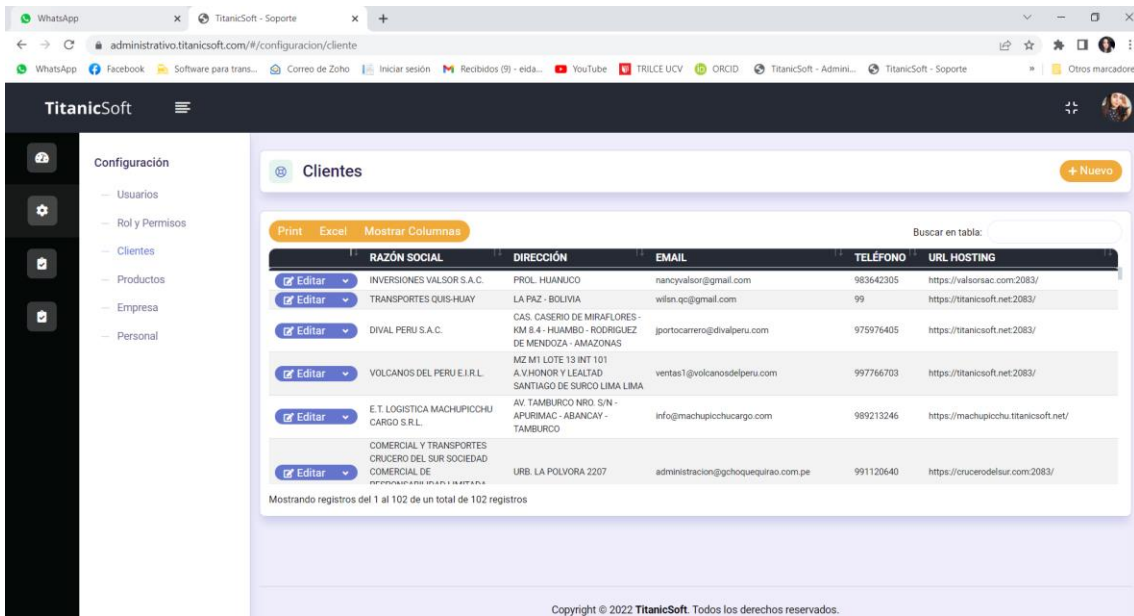 WhatsApp
TitanicSoft - Soporte
administrativo.titanicsoft.com/#/configuracion/cliente
WhatsApp Facebook Software para trans... Correo de Zoho Iniciar sesión Recibidos (9) - eida... YouTube TRILCE UCV ORCID TitanicSoft - Admini... TitanicSoft - Soporte » Otros marcadore
TitanicSoft
Configuración
Usuarios
Rol y Permisos
Clientes
Productos
Empresa
Personal
Clientes
+ Nuevo
Print Excel Mostrar Columnas
Buscar en tabla:
RAZÓN SOCIAL DIRECCIÓN EMAIL TELÉFONO URL HOSTING
Editar INVERSIONES VALSOR S.A.C. PROL. HUANUCO nancyvalsor@gmail.com 983642305 https://valsorsac.com:2083/
Editar TRANSPORTES QUIS-HUAY LA PAZ - BOLIVIA wilsn.qc@gmail.com 99 https://titanicsoft.net:2083/
CAS. CASERIO DE MIRAFLORES -
Editar DIVAL PERU S.A.C. KM 8.4 - HUAMBO - RODRIGUEZ jportocarrero@divalperu.com 975976405 https://titanicsoft.net:2083/
DE MENDOZA - AMAZONAS
MZ M1 LOTE 13 INT 101
Editar VOLCANOS DEL PERU E.I.R.L. A.V.HONOR Y LEALTAD ventas1@volcanosdelperu.com 997766703 https://titanicsoft.net:2083/
SANTIAGO DE SURCO LIMA LIMA
AV. TAMBURCO NRO. S/N -
Editar E.T. LOGISTICA MACHUPICCHU APURIMAC - ABANCAY - info@machupicchucargo.com 989213246 https://machupicchu.titanicsoft.net/
CARGO S.R.L. TAMBURCO
COMERCIAL Y TRANSPORTES
CRUCERO DEL SUR SOCIEDAD
Editar COMERCIAL DE URB. LA POLVORA 2207 administracion@gchoquequirao.com.pe 991120640 https://crucerodelsur.com:2083/
RESPONSABILIDAD LIMITADA
Mostrando registros del 1 al 102 de un total de 102 registros
Copyright © 2022 TitanicSoft. Todos los derechos reservados.